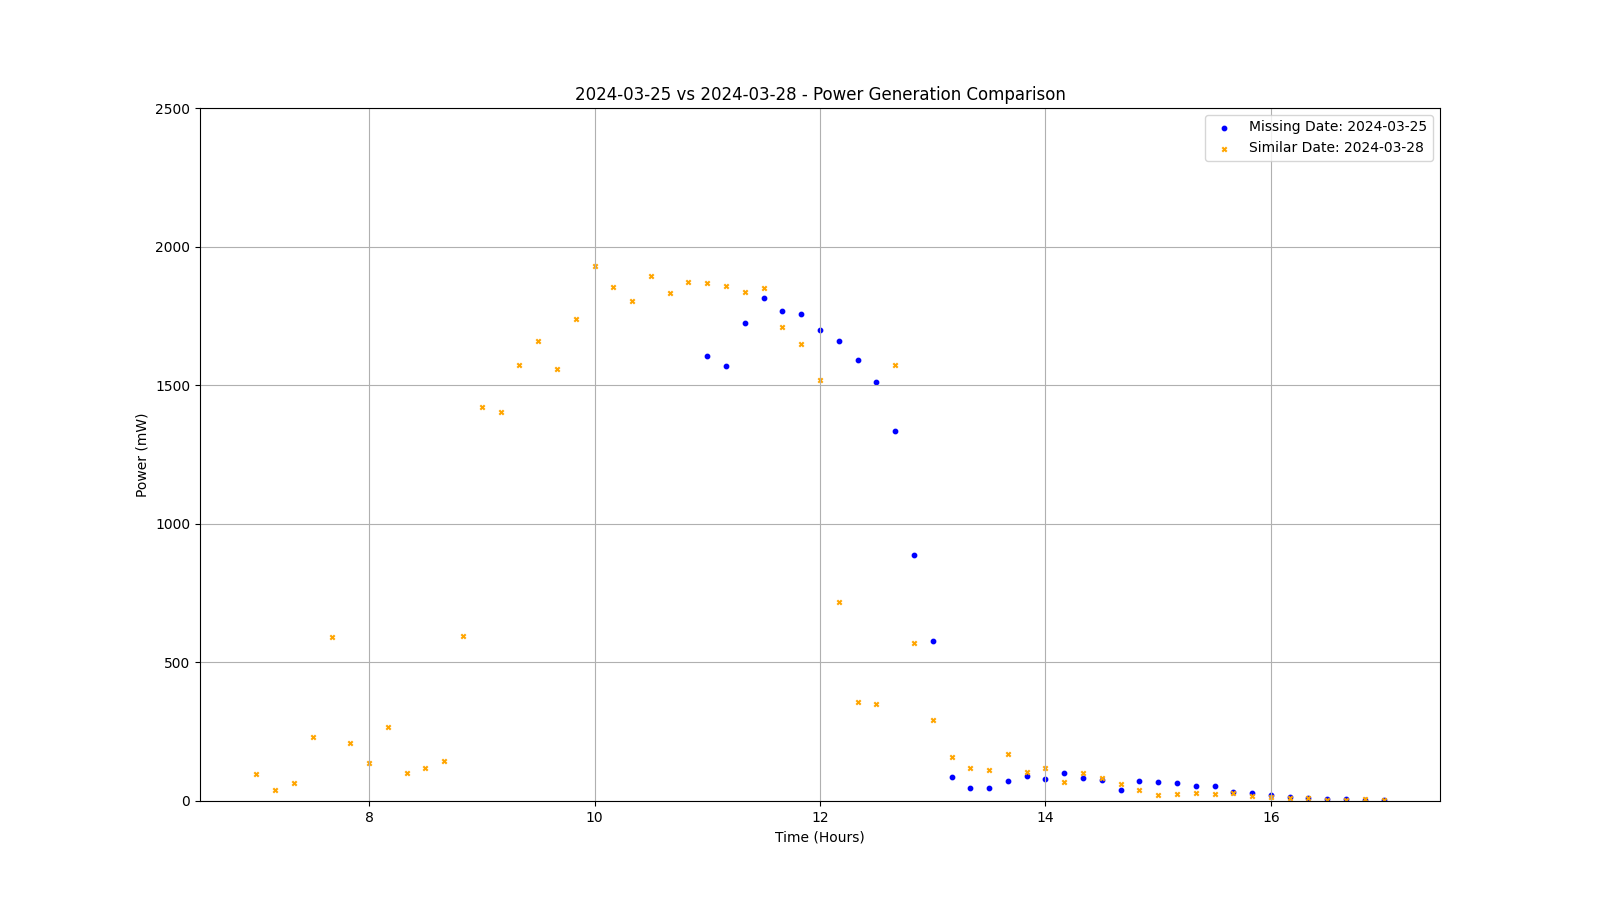 2024-03-25 vs 2024-03-28 - Power Generation Comparison
Missing Date: 2024-03-25
Similar Date: 2024-03-28
2500
2000
1500
1000
500
0
Power (mW)
8 10 12 14 16
Time (Hours)